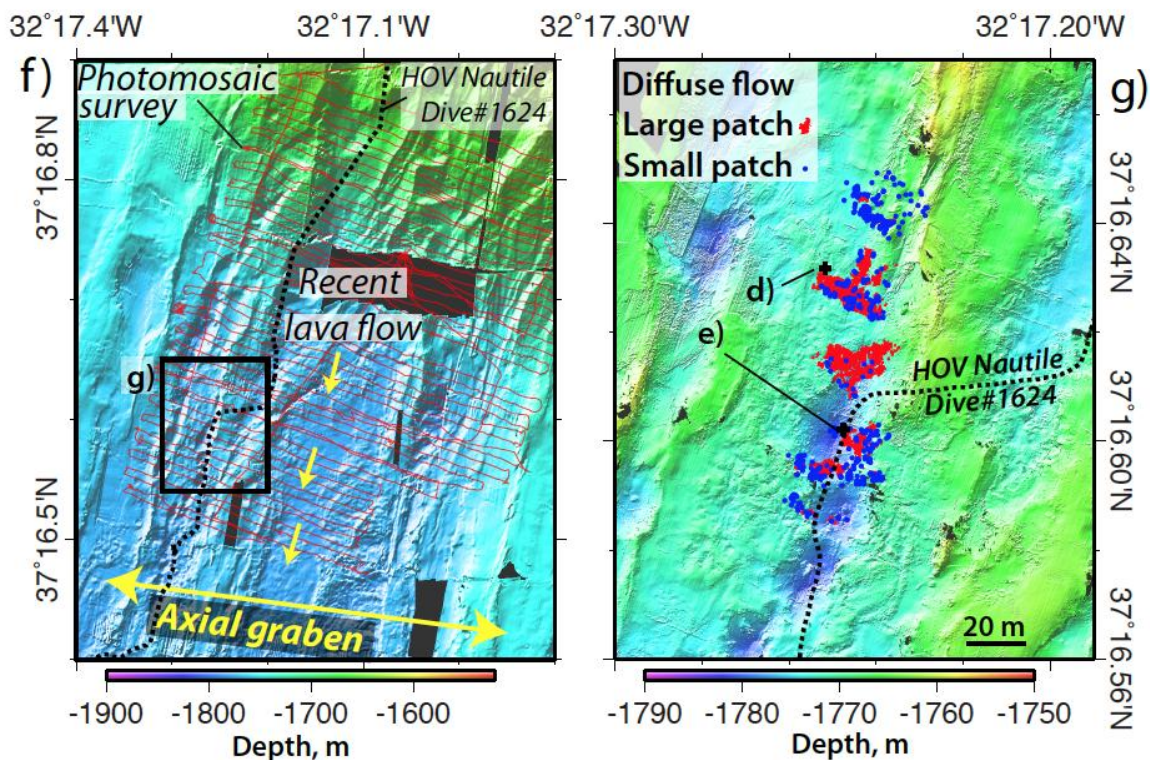 32°17.4'W
32°17.1'W
32°17.30'W
32°17.20'W
f)
Photomosaic
survey
HOV Nautile
Dive#1624
37°16.8'N
Recent
lava flow
g)
37°16.5'N
Axial graben
-1900
-1800
-1700
-1600
Depth, m
g)
Diffuse flow
Large patch
Small patch
d)
e)
HOV Nautile
Dive#1624
37°16.64'N
37°16.60'N
37°16.56'N
20 m
-1790
-1780
-1770
-1760
-1750
Depth, m